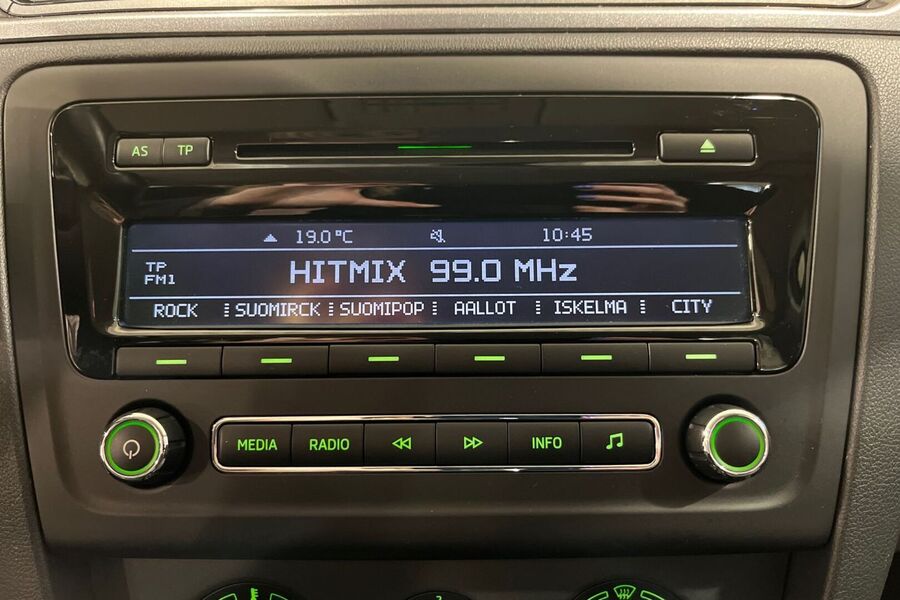 AS TP
19.0°C 10:45
TP
FM1
HITMIX 99.0 MHz
ROCK SUOMIRCK SUOMIPOP AALLOT ISKELMA CITY
MEDIA RADIO INFO